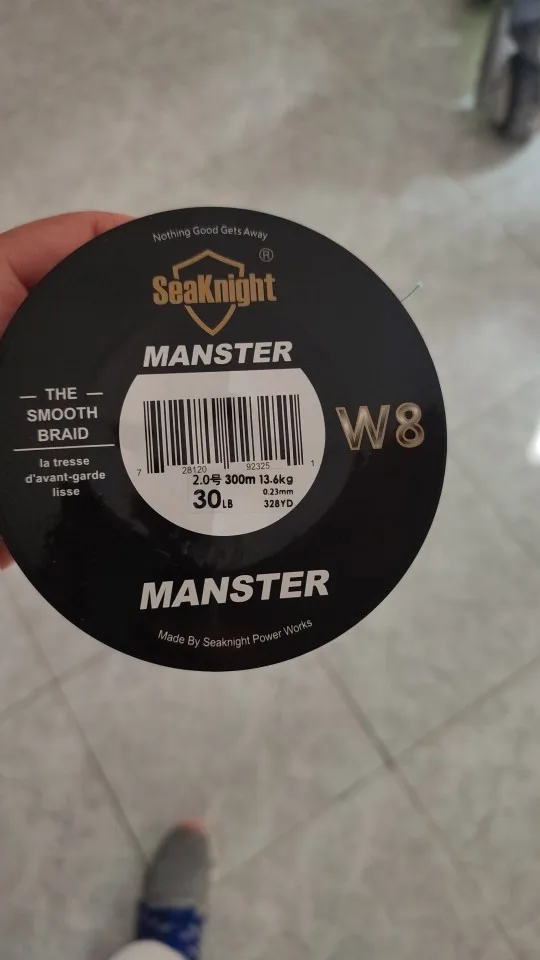 Nothing Good Gets Away
®
SeaKnight
MANSTER
— THE —
SMOOTH
BRAID
la tresse
d'avant-garde
lisse
W8
7 28120 92325 1
2.0号 300m 13.6kg
30LB
0.23mm
328YD
MANSTER
Made By Seaknight Power Works